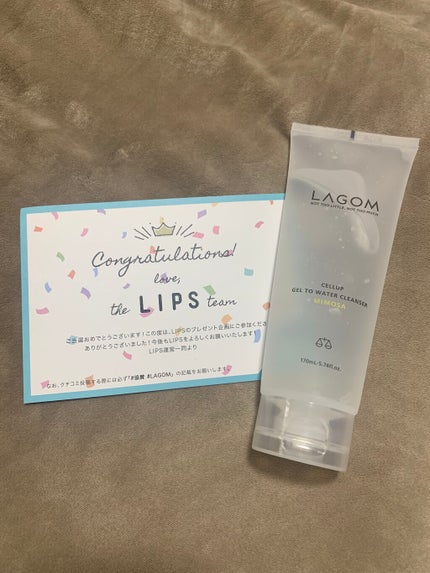 Congratulations!
love,
the LIPS team
ご当選おめでとうございます！この度は、LIPSのプレゼント企画にご参加くださ
ありがとうございました！今後もLIPSをよろしくお願いいたします！
LIPS運営一同より
なお、クチコミ投稿する際には必ず「#協賛 #LAGOM」の記載をお願いします。
LAGOM
NOT TOO LITTLE, NOT TOO MUCH
CELLUP
GEL TO WATER CLEANSER
+ MIMOSA
170mL·5.74fl.oz.